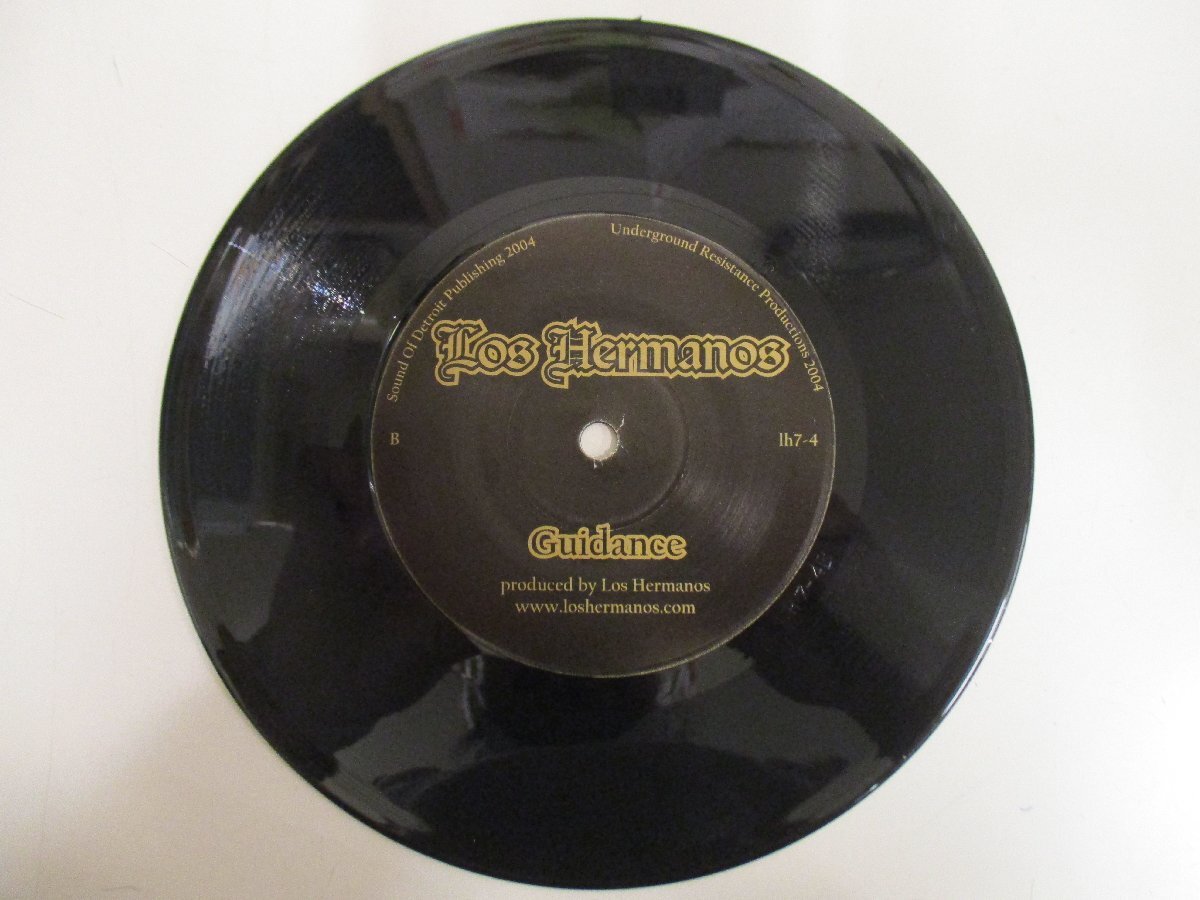 Sound Of Detroit Publishing 2004
Underground Resistance Productions 2004
Los Hermanos
B
lh7-4
Guidance
produced by Los Hermanos
www.loshermanos.com